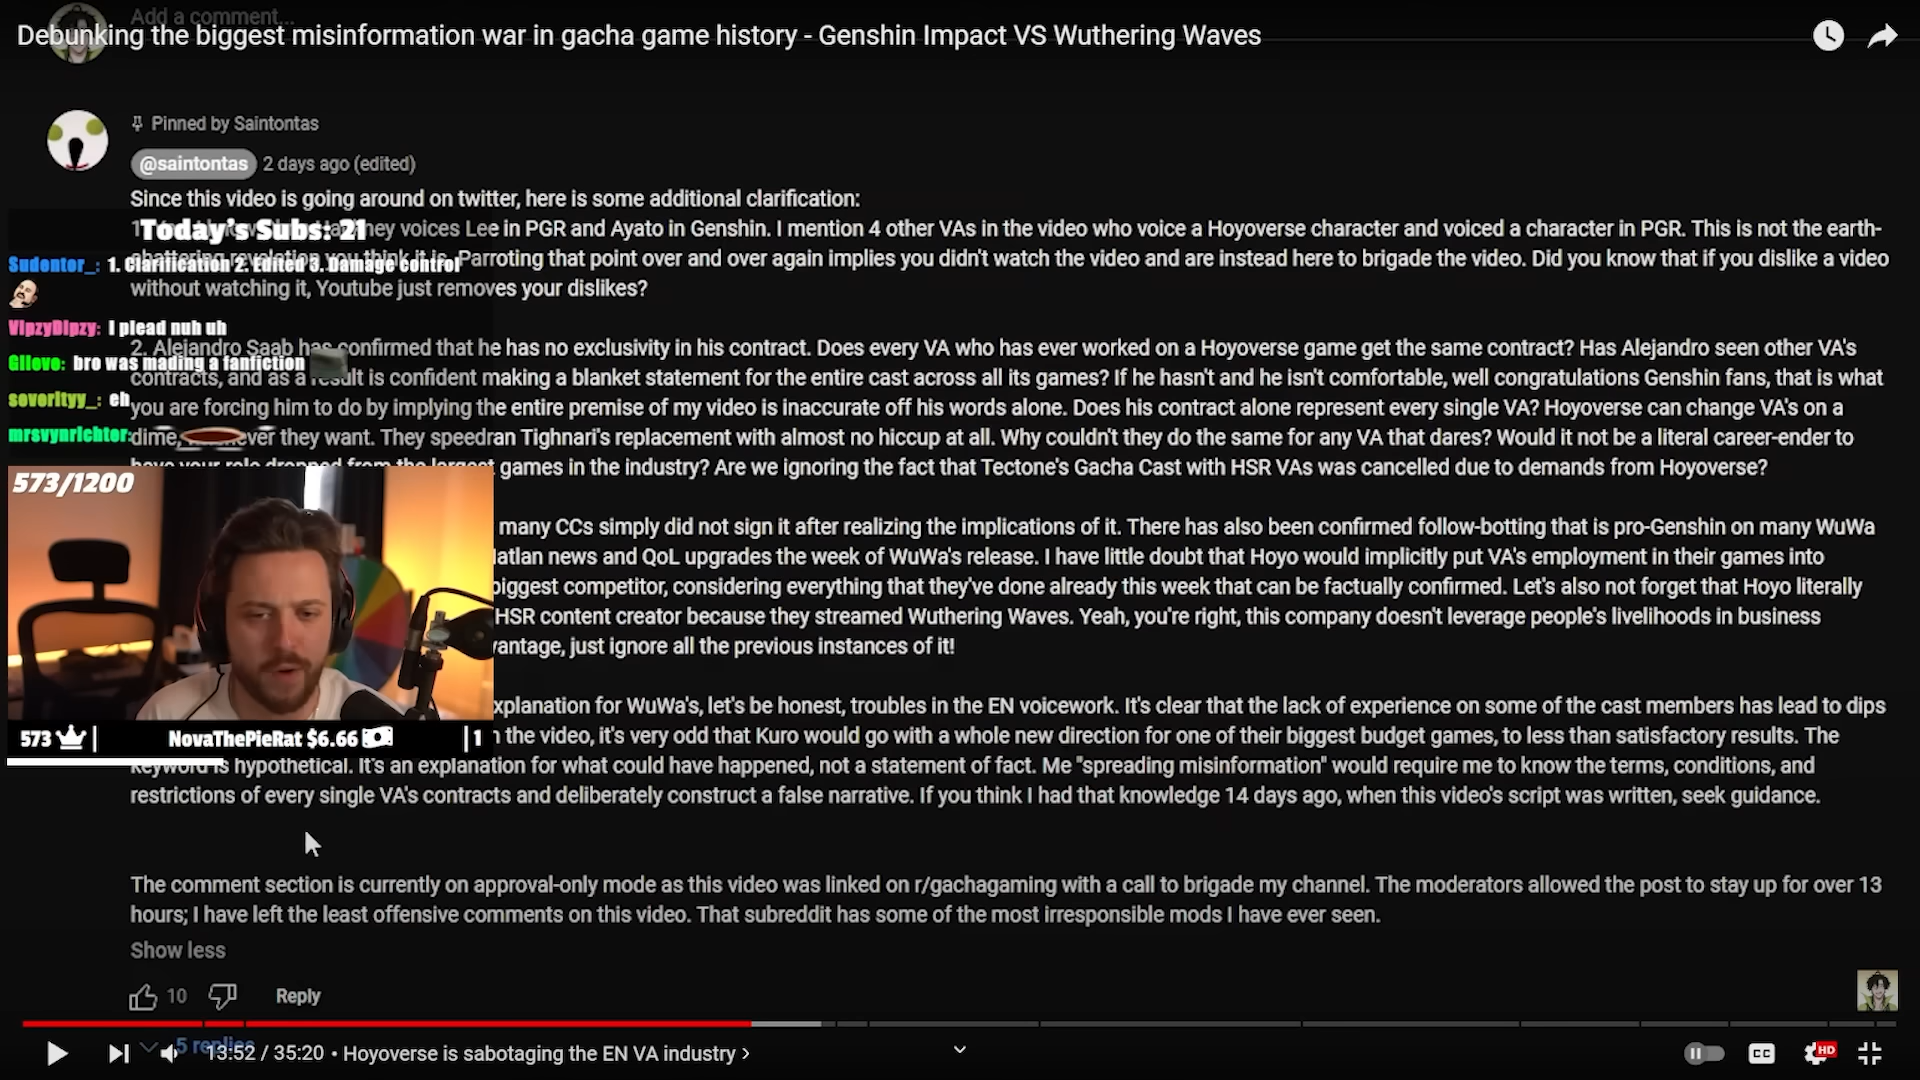 Add a comment...
Debunking the biggest misinformation war in gacha game history - Genshin Impact VS Wuthering Waves
Pinned by Saintontas
@saintontas 2 days ago (edited)
Since this video is going around on twitter, here is some additional clarification:
Today's Subs: 21
voices Lee in PGR and Ayato in Genshin. I mention 4 other VAs in the video who voice a Hoyoverse character and voiced a character in PGR. This is not the earth-
Sudontor_: 1. Clarification 2. Edited 3. Damage control
Parroting that point over and over again implies you didn't watch the video and are instead here to brigade the video. Did you know that if you dislike a video
without watching it, Youtube just removes your dislikes?
VipzyDipzy: I plead nuh uh
2. Alejandro Saab has confirmed that he has no exclusivity in his contract. Does every VA who has ever worked on a Hoyoverse game get the same contract? Has Alejandro seen other VA's
Gllove: bro was mading a fanfiction
contracts, and as a result is confident making a blanket statement for the entire cast across all its games? If he hasn't and he isn't comfortable, well congratulations Genshin fans, that is what
soverityy_: eh
you are forcing him to do by implying the entire premise of my video is inaccurate off his words alone. Does his contract alone represent every single VA? Hoyoverse can change VA's on a
mrsvynrichter:
dime, ever they want. They speedran Tighnari's replacement with almost no hiccup at all. Why couldn't they do the same for any VA that dares? Would it not be a literal career-ender to
have your role dropped from the largest games in the industry? Are we ignoring the fact that Tectone's Gacha Cast with HSR VAs was cancelled due to demands from Hoyoverse?
573/1200
many CCs simply did not sign it after realizing the implications of it. There has also been confirmed follow-botting that is pro-Genshin on many WuWa
atlan news and QoL upgrades the week of WuWa's release. I have little doubt that Hoyo would implicitly put VA's employment in their games into
biggest competitor, considering everything that they've done already this week that can be factually confirmed. Let's also not forget that Hoyo literally
HSR content creator because they streamed Wuthering Waves. Yeah, you're right, this company doesn't leverage people's livelihoods in business
vantage, just ignore all the previous instances of it!
xplanation for WuWa's, let's be honest, troubles in the EN voicework. It's clear that the lack of experience on some of the cast members has lead to dips
573 | NovaThePieRat $6.66 | 1
n the video, it's very odd that Kuro would go with a whole new direction for one of their biggest budget games, to less than satisfactory results. The
keyword is hypothetical. It's an explanation for what could have happened, not a statement of fact. Me "spreading misinformation" would require me to know the terms, conditions, and
restrictions of every single VA's contracts and deliberately construct a false narrative. If you think I had that knowledge 14 days ago, when this video's script was written, seek guidance.
The comment section is currently on approval-only mode as this video was linked on r/gachagaming with a call to brigade my channel. The moderators allowed the post to stay up for over 13
hours; I have left the least offensive comments on this video. That subreddit has some of the most irresponsible mods I have ever seen.
Show less
10 Reply
5 replies
13:52 / 35:20 • Hoyoverse is sabotaging the EN VA industry
CC HD